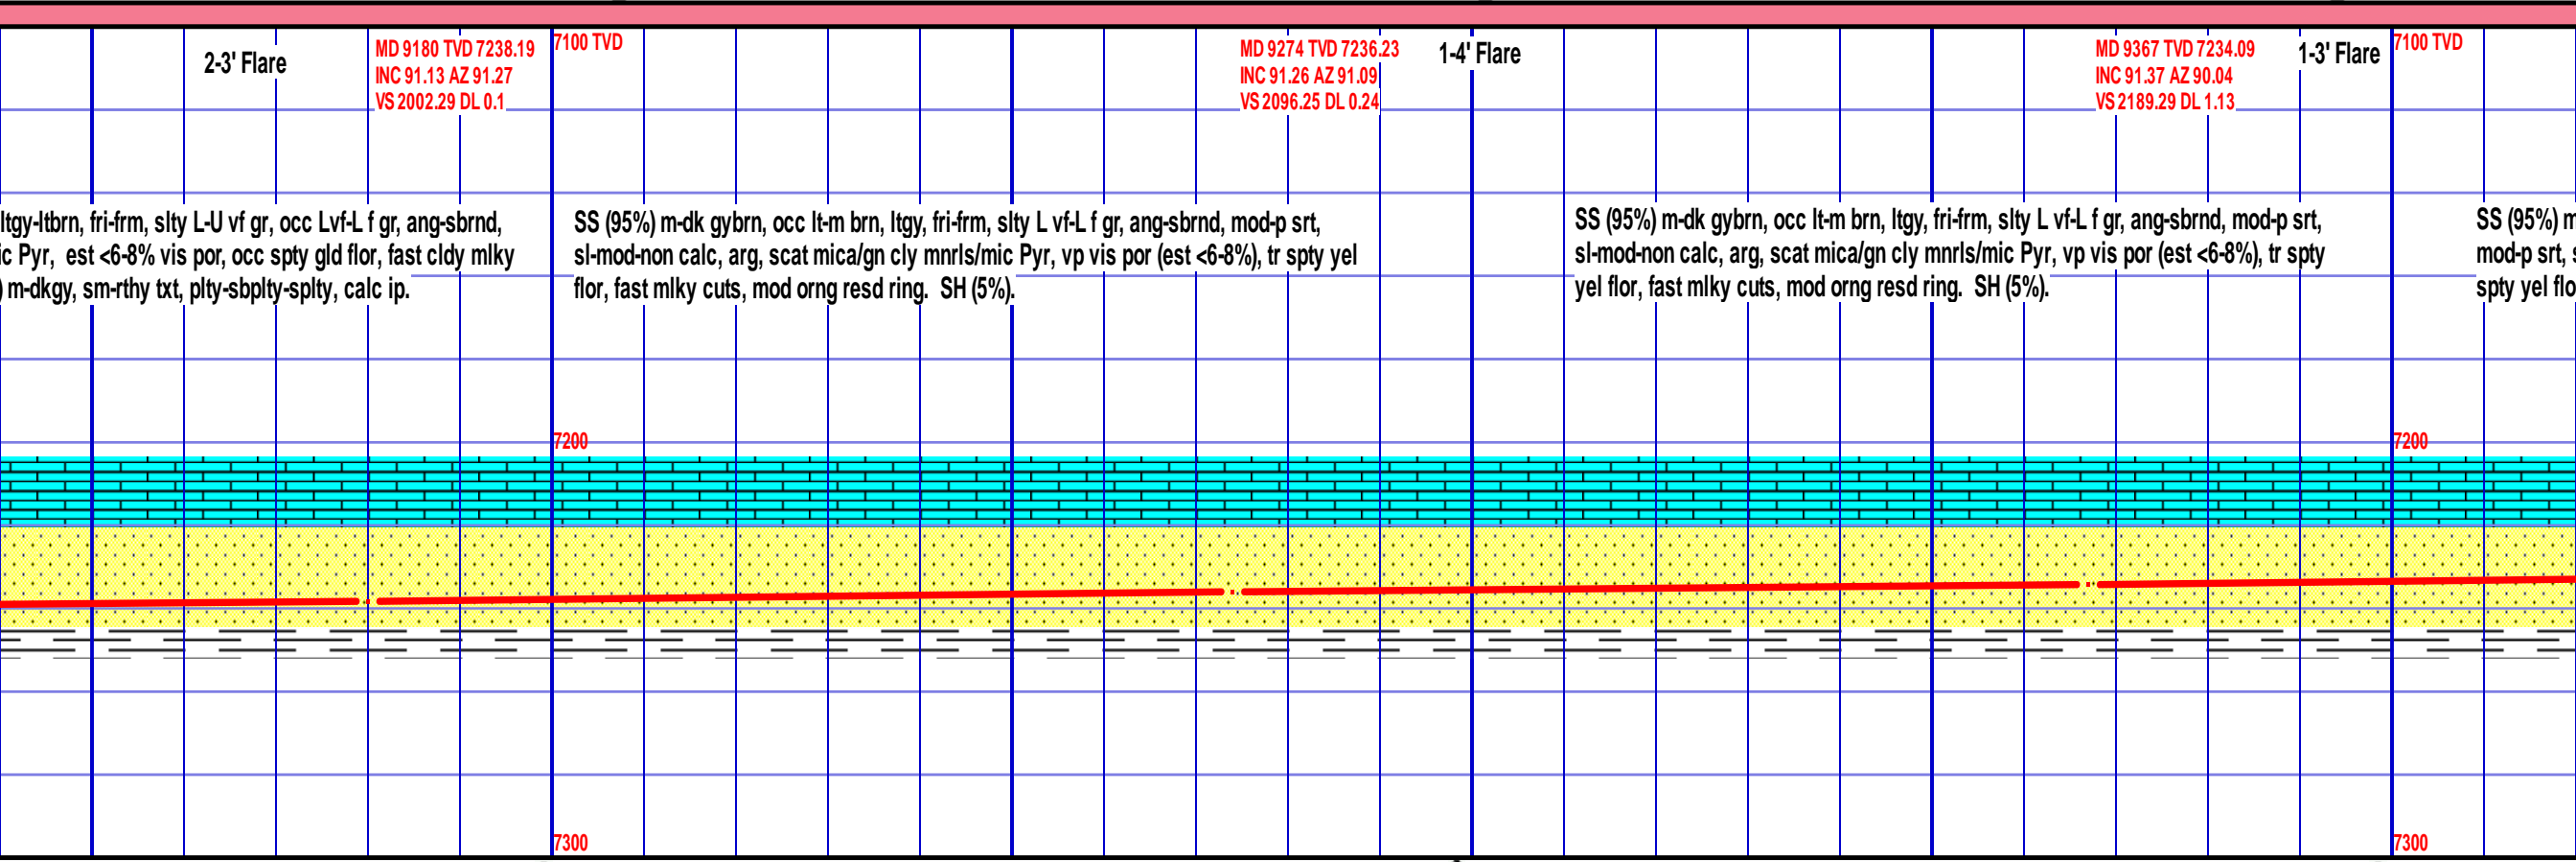 2-3' Flare
MD 9180 TVD 7238.19
INC 91.13 AZ 91.27
VS 2002.29 DL 0.1
7100 TVD
MD 9274 TVD 7236.23
INC 91.26 AZ 91.09
VS 2096.25 DL 0.24
1-4' Flare
MD 9367 TVD 7234.09
INC 91.37 AZ 90.04
VS 2189.29 DL 1.13
1-3' Flare
7100 TVD
ltgy-ltbrn, fri-frm, slty L-U vf gr, occ Lvf-L f gr, ang-sbrnd,
ic Pyr, est <6-8% vis por, occ spty gld flor, fast cldy mlky
) m-dkgy, sm-rthy txt, plty-sbplty-splty, calc ip.
SS (95%) m-dk gybrn, occ lt-m brn, ltgy, fri-frm, slty L vf-L f gr, ang-sbrnd, mod-p srt,
sl-mod-non calc, arg, scat mica/gn cly mnrls/mic Pyr, vp vis por (est <6-8%), tr spty yel
flor, fast mlky cuts, mod orng resd ring. SH (5%).
SS (95%) m-dk gybrn, occ lt-m brn, ltgy, fri-frm, slty L vf-L f gr, ang-sbrnd, mod-p srt,
sl-mod-non calc, arg, scat mica/gn cly mnrls/mic Pyr, vp vis por (est <6-8%), tr spty
yel flor, fast mlky cuts, mod orng resd ring. SH (5%).
SS (95%) m
mod-p srt, s
spty yel flo
7200
7200
7300
7300